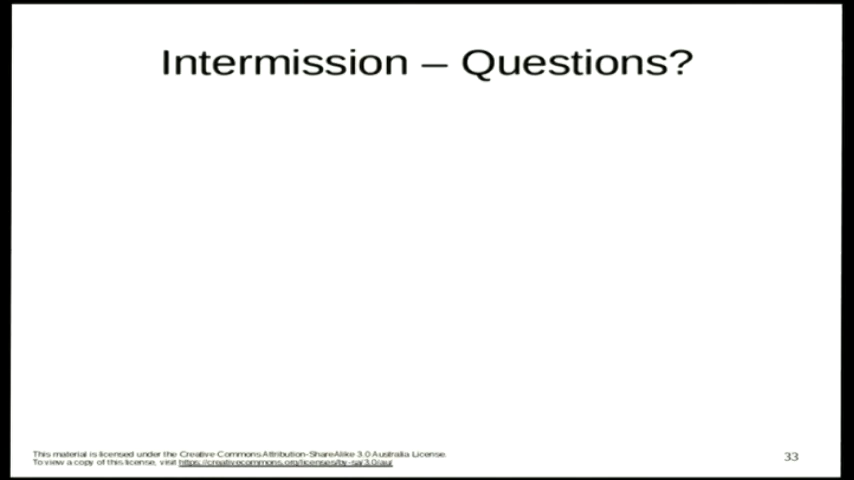 Intermission – Questions?
This material is licensed under the Creative Commons Attribution-ShareAlike 3.0 Australia License.
To view a copy of this license, visit https://creativecommons.org/licenses/by-sa/3.0/au/
33